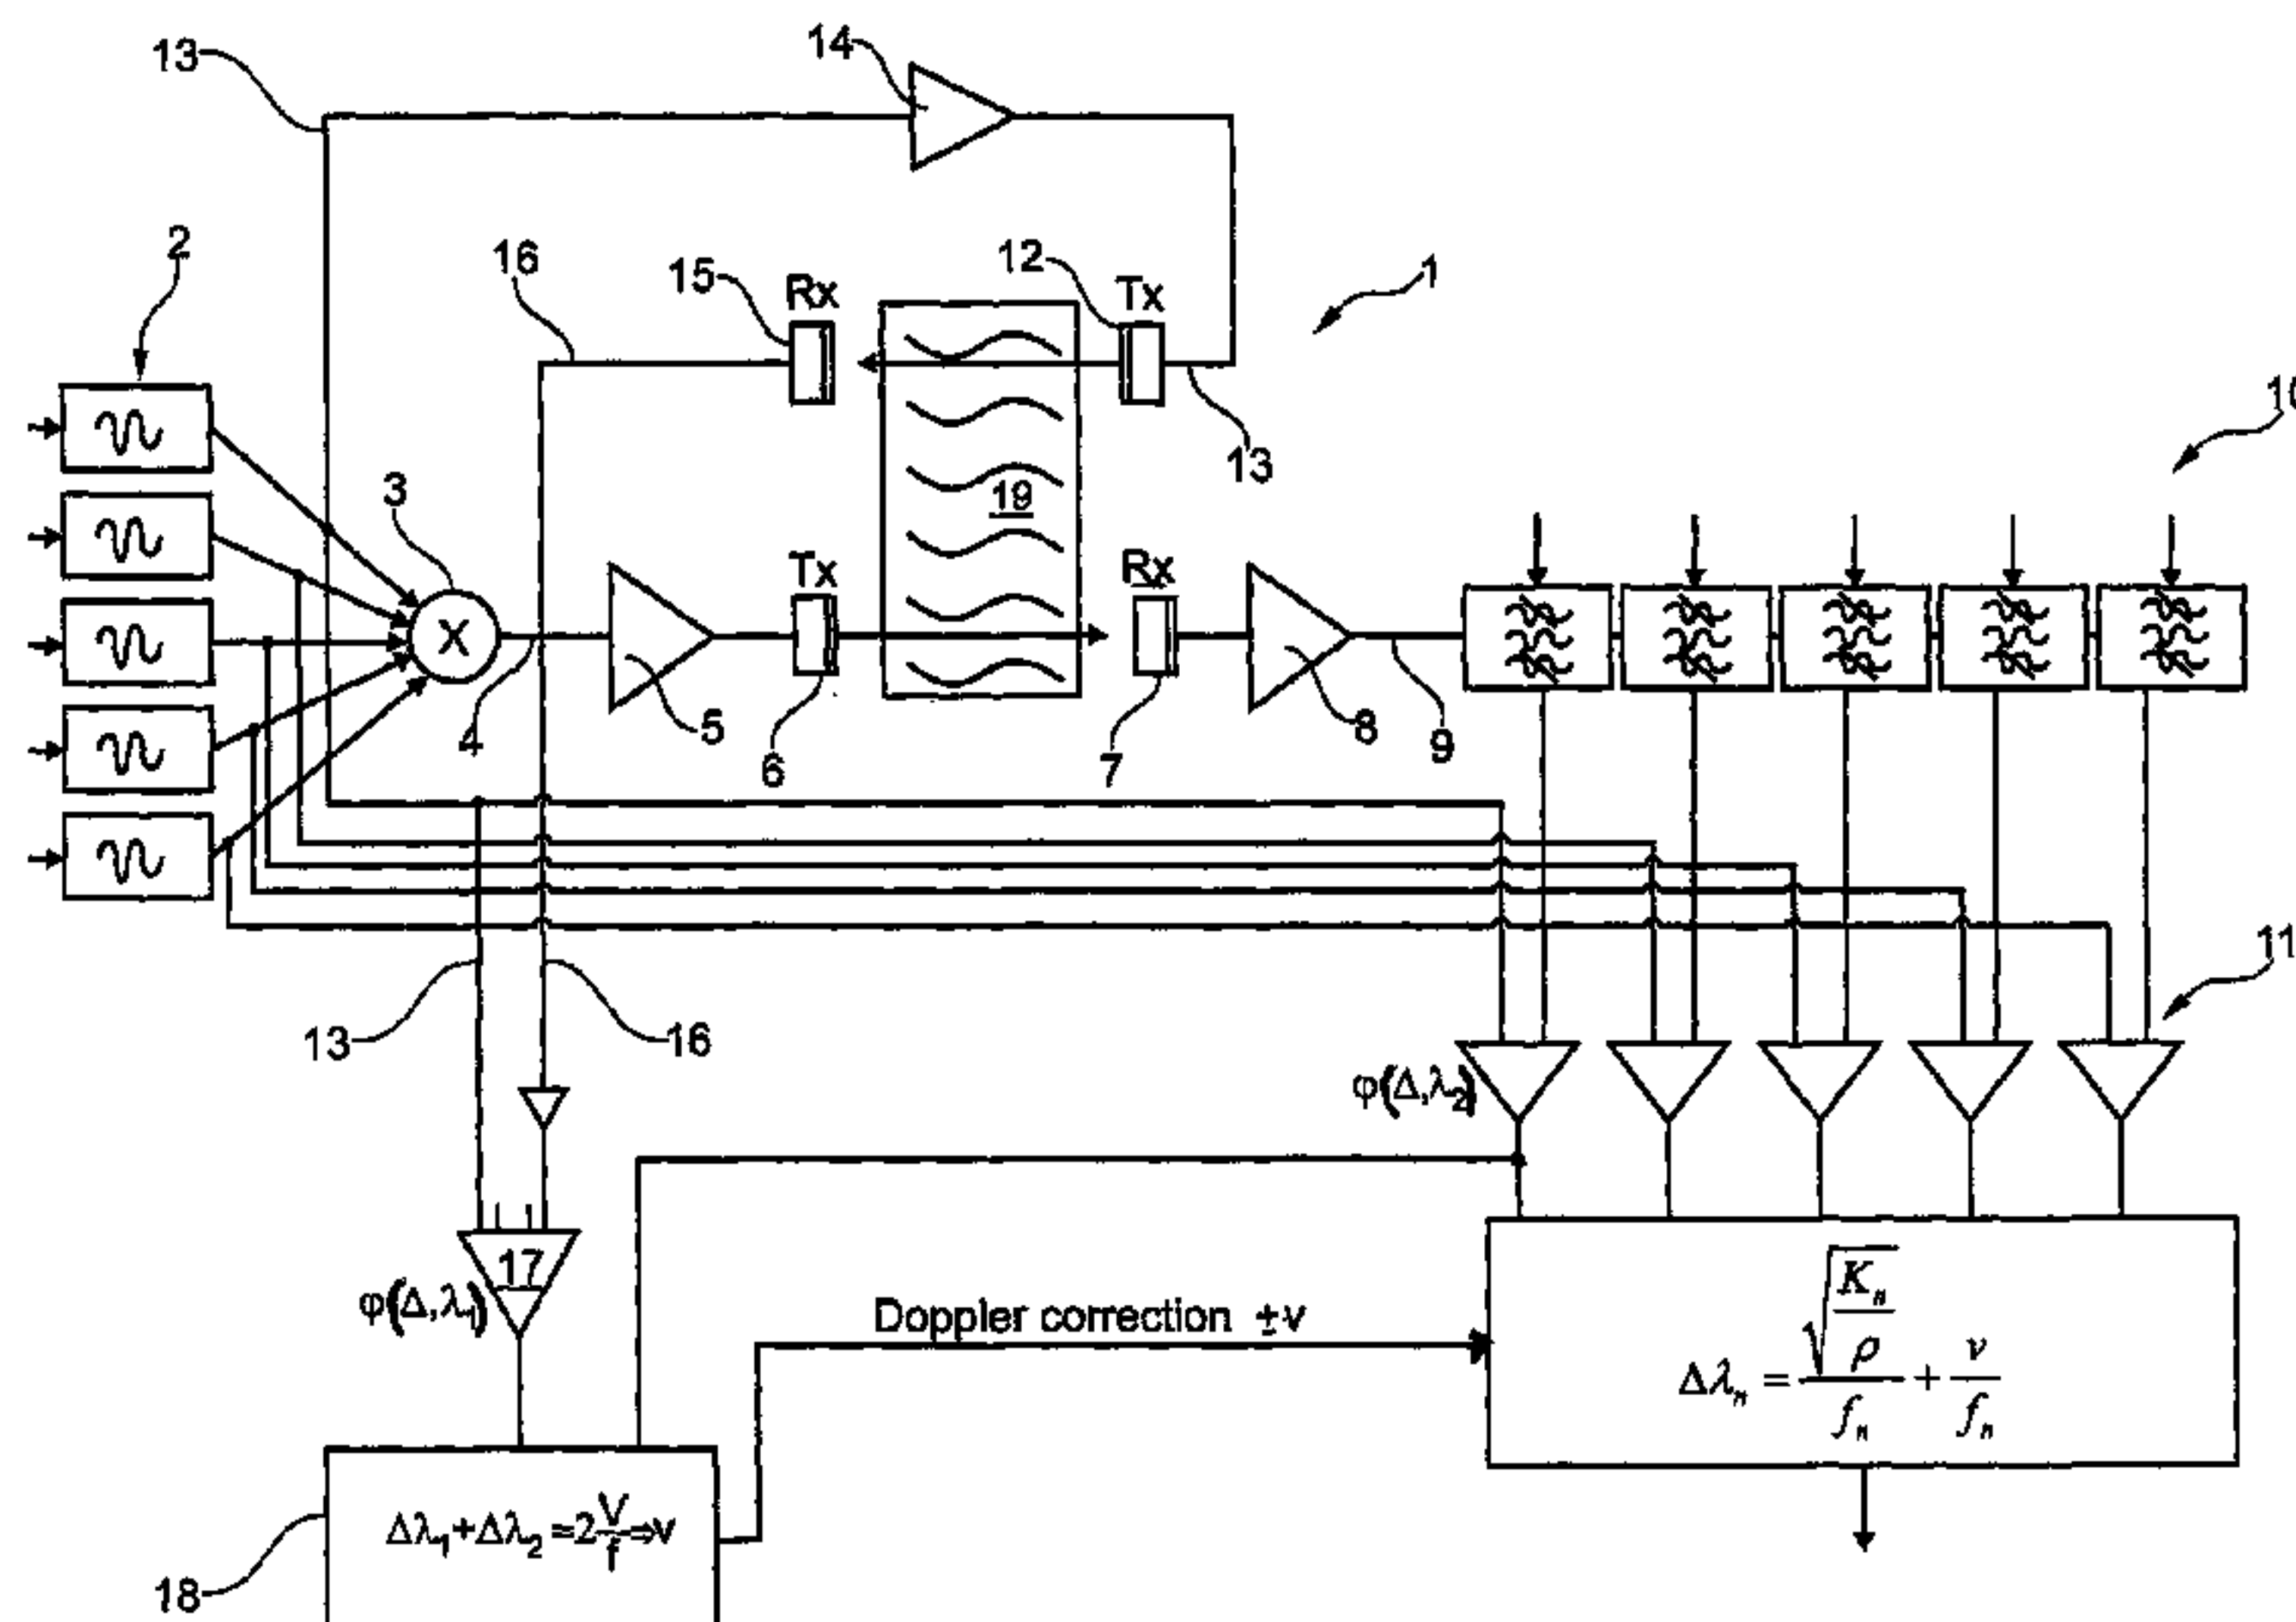 13
14
2
16
15
Rx
12
Tx
1
10
13
3
19
X
Tx
Rx
4
5
6
7
8
9
11
13
16
φ(Δ,λ₂)
17
φ(Δ,λ₁)
Doppler correction ±v
Δλₙ = √(Kₙ/ρ)/fₙ + v/fₙ
Δλ₁+Δλ₂=2V/f⇒v
18